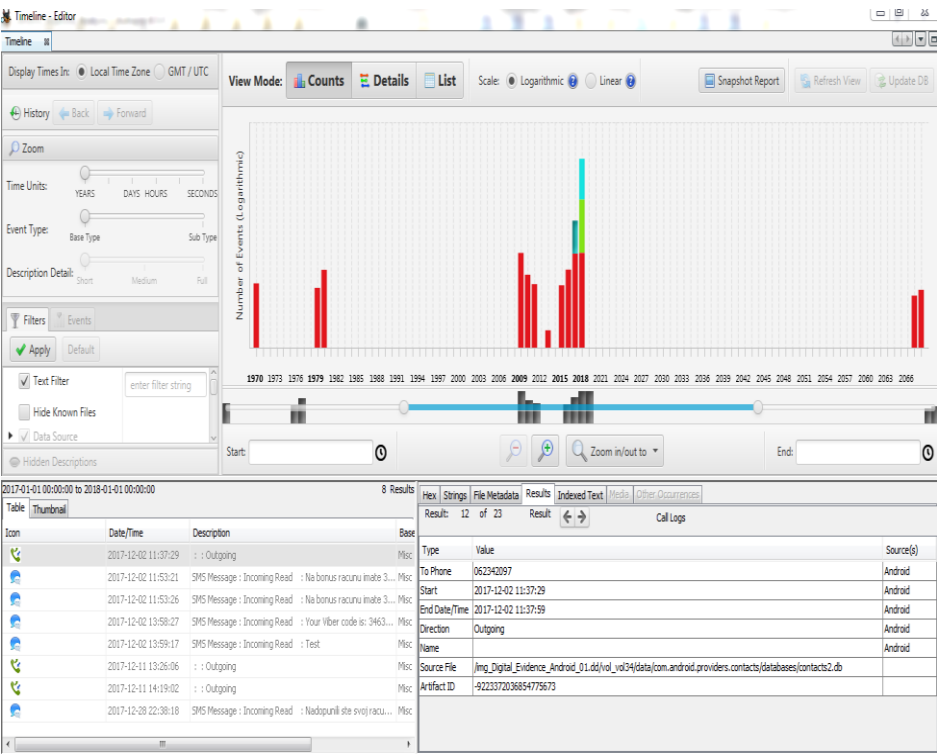 Timeline - Editor
Timeline
Display Times In: Local Time Zone GMT / UTC
View Mode: Counts Details List Scale: Logarithmic Linear Snapshot Report Refresh View Update DB
History Back Forward
Zoom
Time Units:
YEARS DAYS HOURS SECONDS
Event Type:
Base Type Sub Type
Description Detail:
Short Medium Full
Filters Events
Apply Default
Text Filter enter filter string
Hide Known Files
Data Source
Hidden Descriptions
Number of Events (Logarithmic)
1970 1973 1976 1979 1982 1985 1988 1991 1994 1997 2000 2003 2006 2009 2012 2015 2018 2021 2024 2027 2030 2033 2036 2039 2042 2045 2048 2051 2054 2057 2060 2063 2066
Start: Zoom in/out to End:
2017-01-01 00:00:00 to 2018-01-01 00:00:00 8 Results
Table Thumbnail
Icon Date/Time Description Base
2017-12-02 11:37:29 : : Outgoing Misc
2017-12-02 11:53:21 SMS Message : Incoming Read : Na bonus racunu imate 3... Misc
2017-12-02 11:53:26 SMS Message : Incoming Read : Na bonus racunu imate 3... Misc
2017-12-02 13:58:27 SMS Message : Incoming Read : Your Viber code is: 3463... Misc
2017-12-02 13:59:17 SMS Message : Incoming Read : Test Misc
2017-12-11 13:26:06 : : Outgoing Misc
2017-12-11 14:19:02 : : Outgoing Misc
2017-12-28 22:38:18 SMS Message : Incoming Read : Nadopunili ste svoj racu... Misc
Hex Strings File Metadata Results Indexed Text Media Other Occurrences
Result: 12 of 23 Result Call Logs
Type Value Source(s)
To Phone 062342097 Android
Start 2017-12-02 11:37:29 Android
End Date/Time 2017-12-02 11:37:59 Android
Direction Outgoing Android
Name Android
Source File /img_Digital_Evidence_Android_01.dd/vol_vol34/data/com.android.providers.contacts/databases/contacts2.db
Artifact ID -9223372036854775673